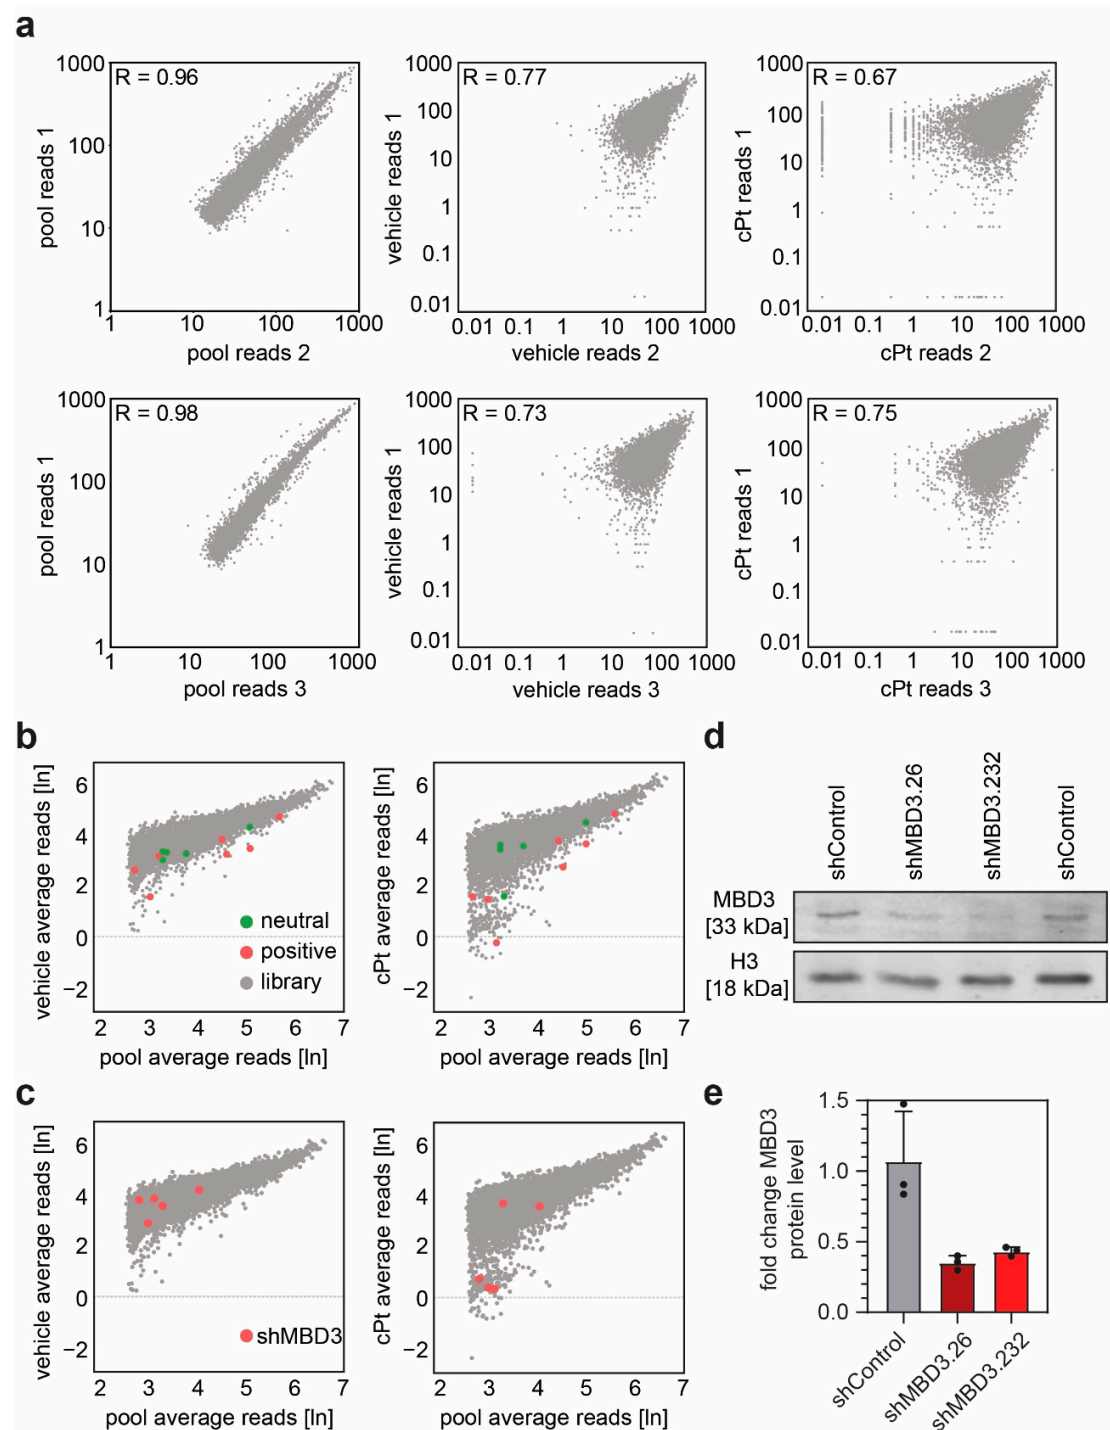 a
R = 0.96
pool reads 1
1000
100
10
1
1
10
100
1000
pool reads 2
R = 0.77
vehicle reads 1
1000
100
10
1
0.1
0.01
0.01 0.1 1 10 100 1000
vehicle reads 2
R = 0.67
cPt reads 1
1000
100
10
1
0.1
0.01
0.01 0.1 1 10 100 1000
cPt reads 2
R = 0.98
pool reads 1
1000
100
10
1
1 10 100 1000
pool reads 3
R = 0.73
vehicle reads 1
1000
100
10
1
0.1
0.01
0.01 0.1 1 10 100 1000
vehicle reads 3
R = 0.75
cPt reads 1
1000
100
10
1
0.1
0.01
0.01 0.1 1 10 100 1000
cPt reads 3
b
vehicle average reads [ln]
6
4
2
0
−2
neutral
positive
library
2 3 4 5 6 7
pool average reads [ln]
cPt average reads [ln]
6
4
2
0
−2
2 3 4 5 6 7
pool average reads [ln]
c
vehicle average reads [ln]
6
4
2
0
−2
shMBD3
2 3 4 5 6 7
pool average reads [ln]
cPt average reads [ln]
6
4
2
0
−2
2 3 4 5 6 7
pool average reads [ln]
d
shControl
shMBD3.26
shMBD3.232
shControl
MBD3
[33 kDa]
H3
[18 kDa]
e
fold change MBD3
protein level
1.5
1.0
0.5
0.0
shControl
shMBD3.26
shMBD3.232